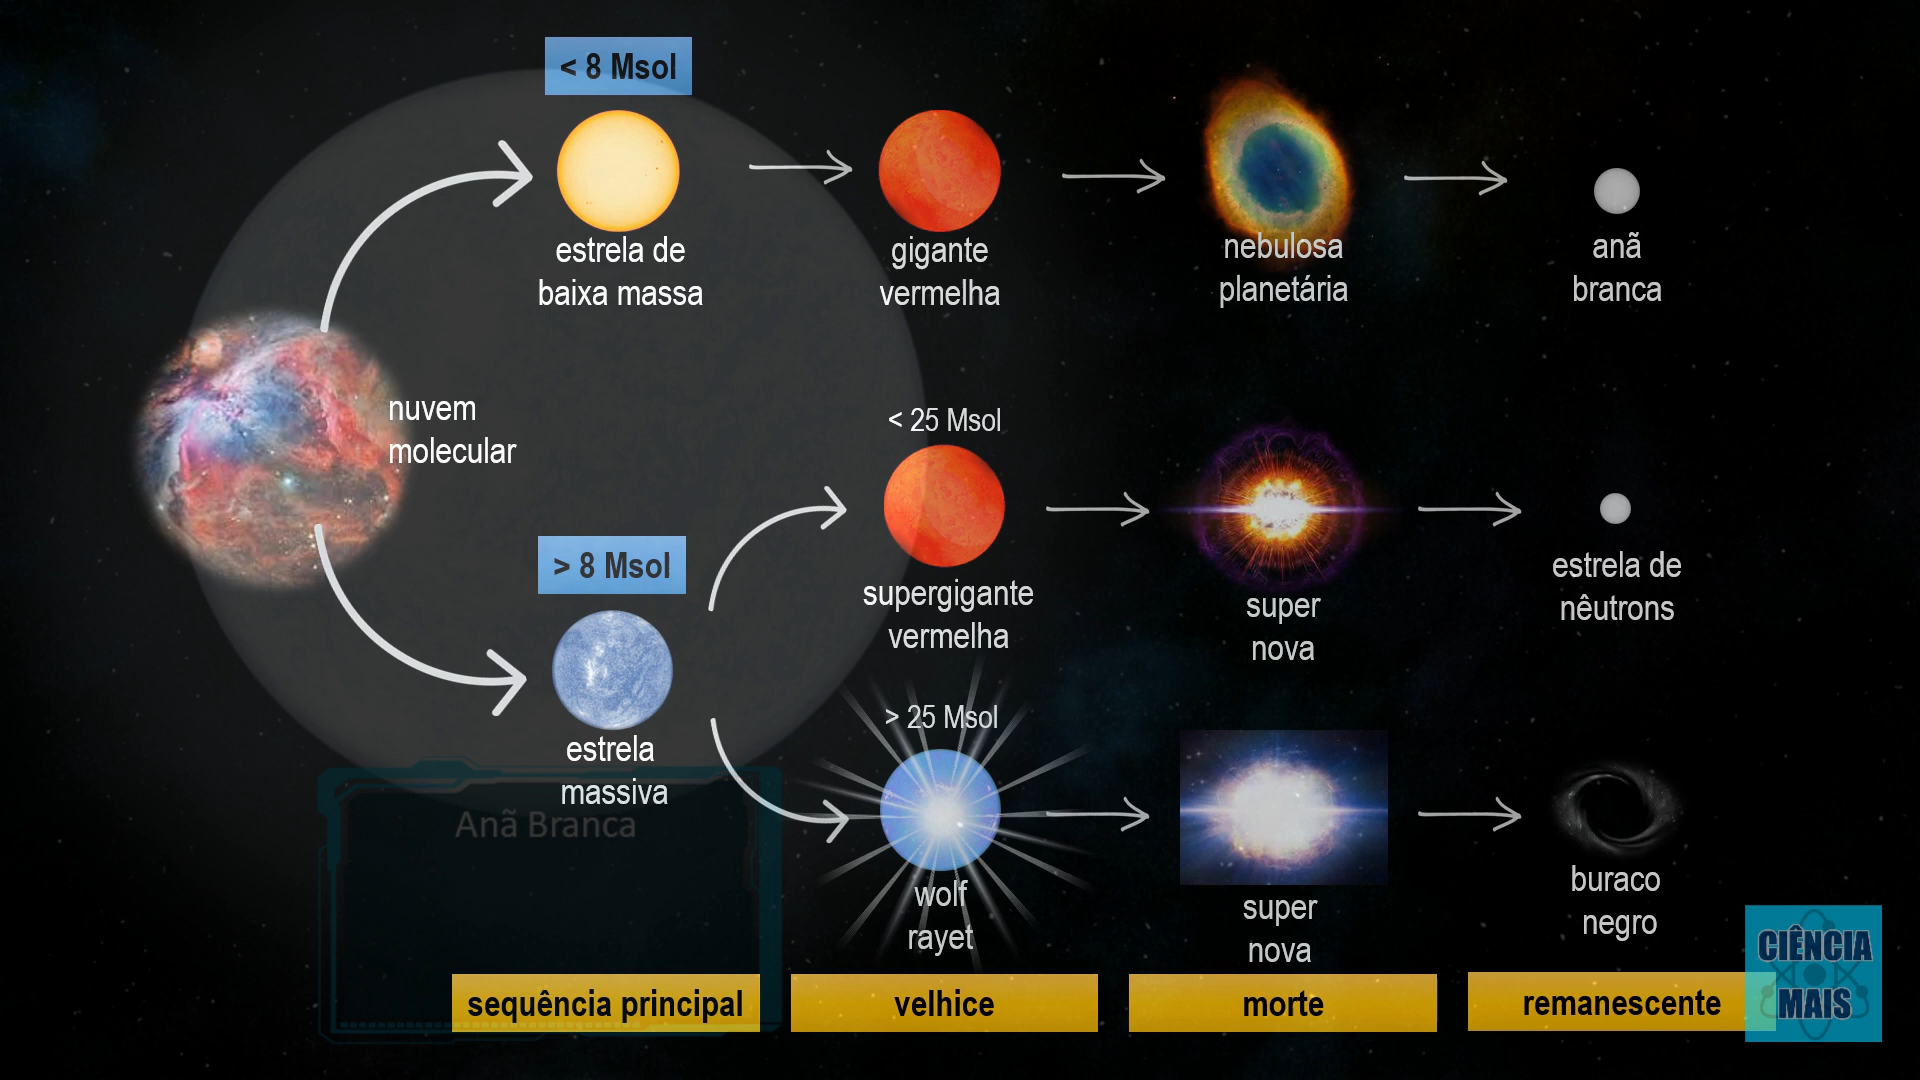 < 8 Msol
estrela de
baixa massa
gigante
vermelha
nebulosa
planetária
anã
branca
nuvem
molecular
> 8 Msol
estrela
massiva
< 25 Msol
supergigante
vermelha
super
nova
estrela de
nêutrons
> 25 Msol
wolf
rayet
super
nova
buraco
negro
Anã Branca
sequência principal
velhice
morte
remanescente
CIÊNCIA
MAIS